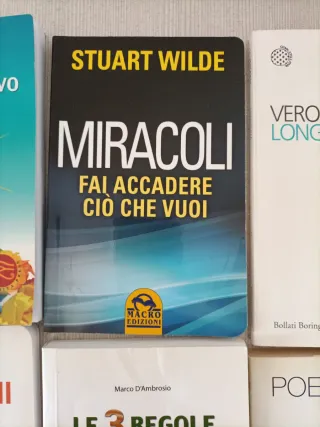 STUART WILDE
MIRACOLI
FAI ACCADERE
CIÒ CHE VUOI
MACRO
EDIZIONI
VO
VERO
LONG
Bollati Boring
Marco D'Ambrosio
LE 3 REGOLE
POE